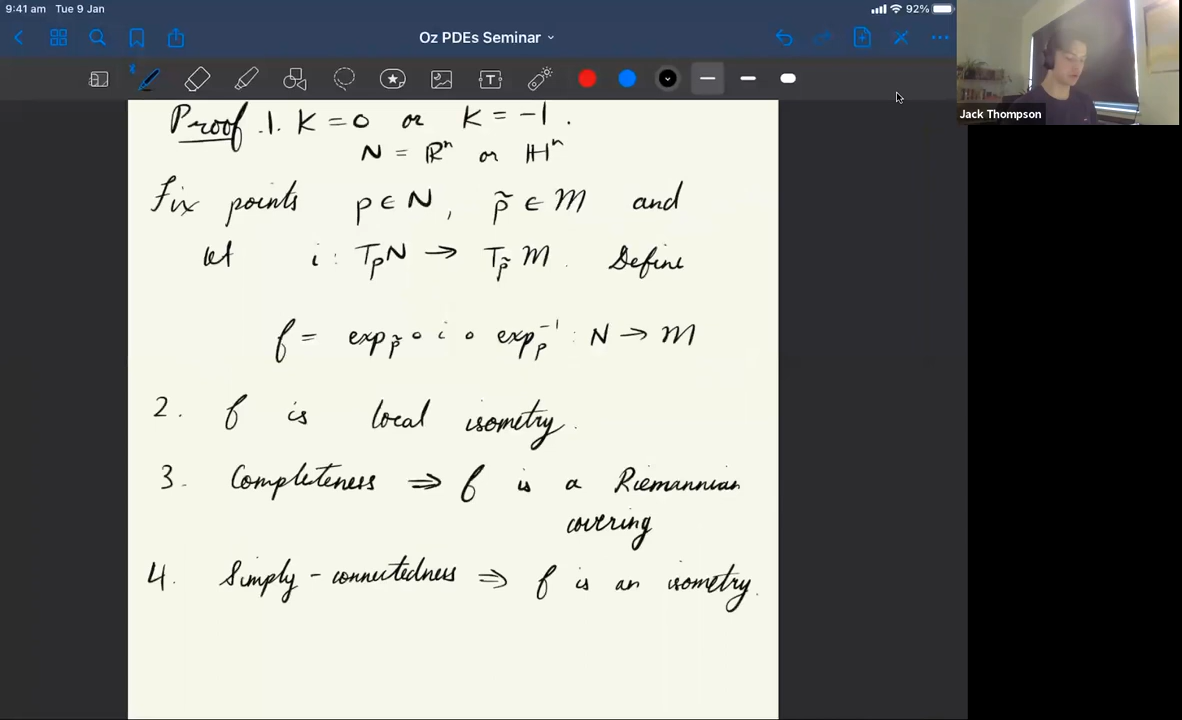 9:41 am Tue 9 Jan
92%
Oz PDEs Seminar
T
Jack Thompson
Proof .1. K = 0 or K = -1 .
N = ℝⁿ or ℍⁿ
Fix points p ∈ N , p̃ ∈ M and
let i : TₚN → T_p̃ M . Define
f = exp_p̃ ∘ i ∘ exp_p⁻¹ : N → M
2. f is local isometry.
3. Completeness ⇒ f is a Riemannian
covering
4. Simply - connectedness ⇒ f is an isometry.